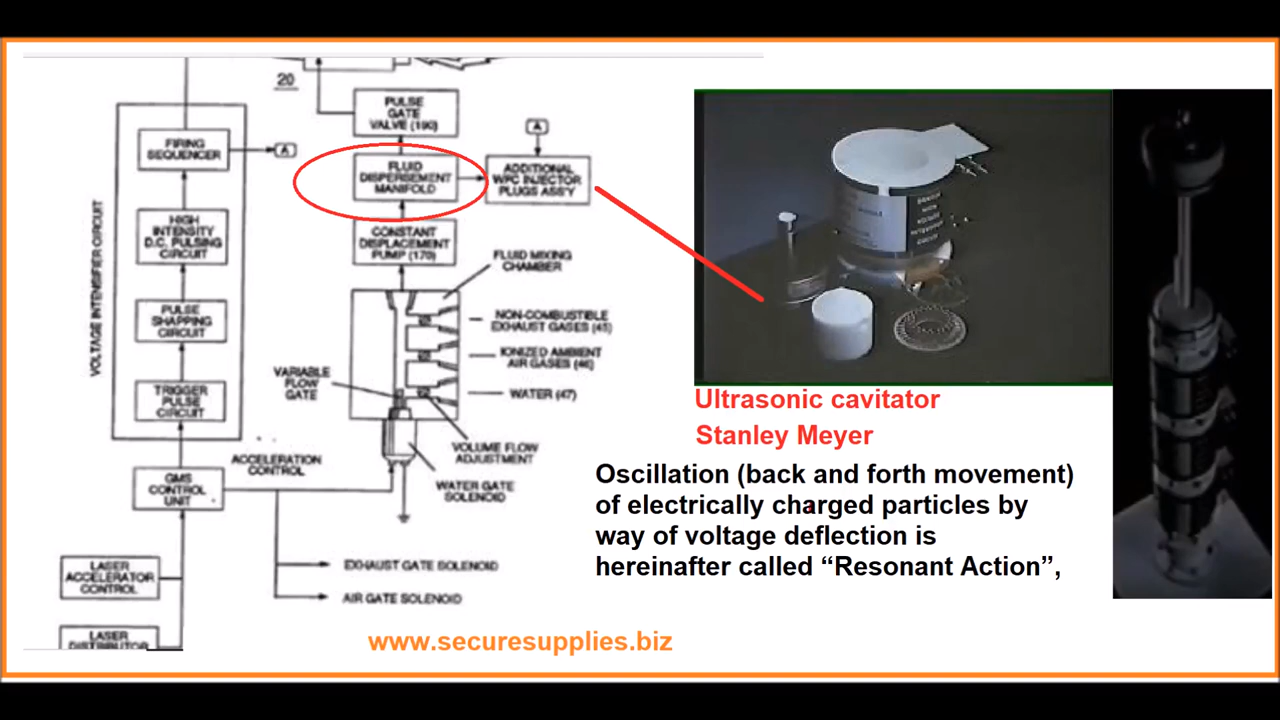 20
PULSE
GATE
VALVE (190)
FIRING
SEQUENCER
A
A
FLUID
DISPERSEMENT
MANIFOLD
ADDITIONAL
WFC INJECTOR
PLUGS ASS'Y
VOLTAGE INTENSIFIER CIRCUIT
HIGH
INTENSITY
D.C. PULSING
CIRCUIT
CONSTANT
DISPLACEMENT
PUMP (170)
FLUID MIXING
CHAMBER
PULSE
SHAPPING
CIRCUIT
NON-COMBUSTIBLE
EXHAUST GASES (45)
IONIZED AMBIENT
AIR GASES (46)
VARIABLE
FLOW
GATE
WATER (47)
TRIGGER
PULSE
CIRCUIT
VOLUME FLOW
ADJUSTMENT
ACCELERATION
CONTROL
WATER GATE
SOLENOID
GMS
CONTROL
UNIT
LASER
ACCELERATOR
CONTROL
EXHAUST GATE SOLENOID
AIR GATE SOLENOID
LASER
DISTRIBUTOR
Ultrasonic cavitator
Stanley Meyer
Oscillation (back and forth movement)
of electrically charged particles by
way of voltage deflection is
hereinafter called “Resonant Action”,
www.securesupplies.biz